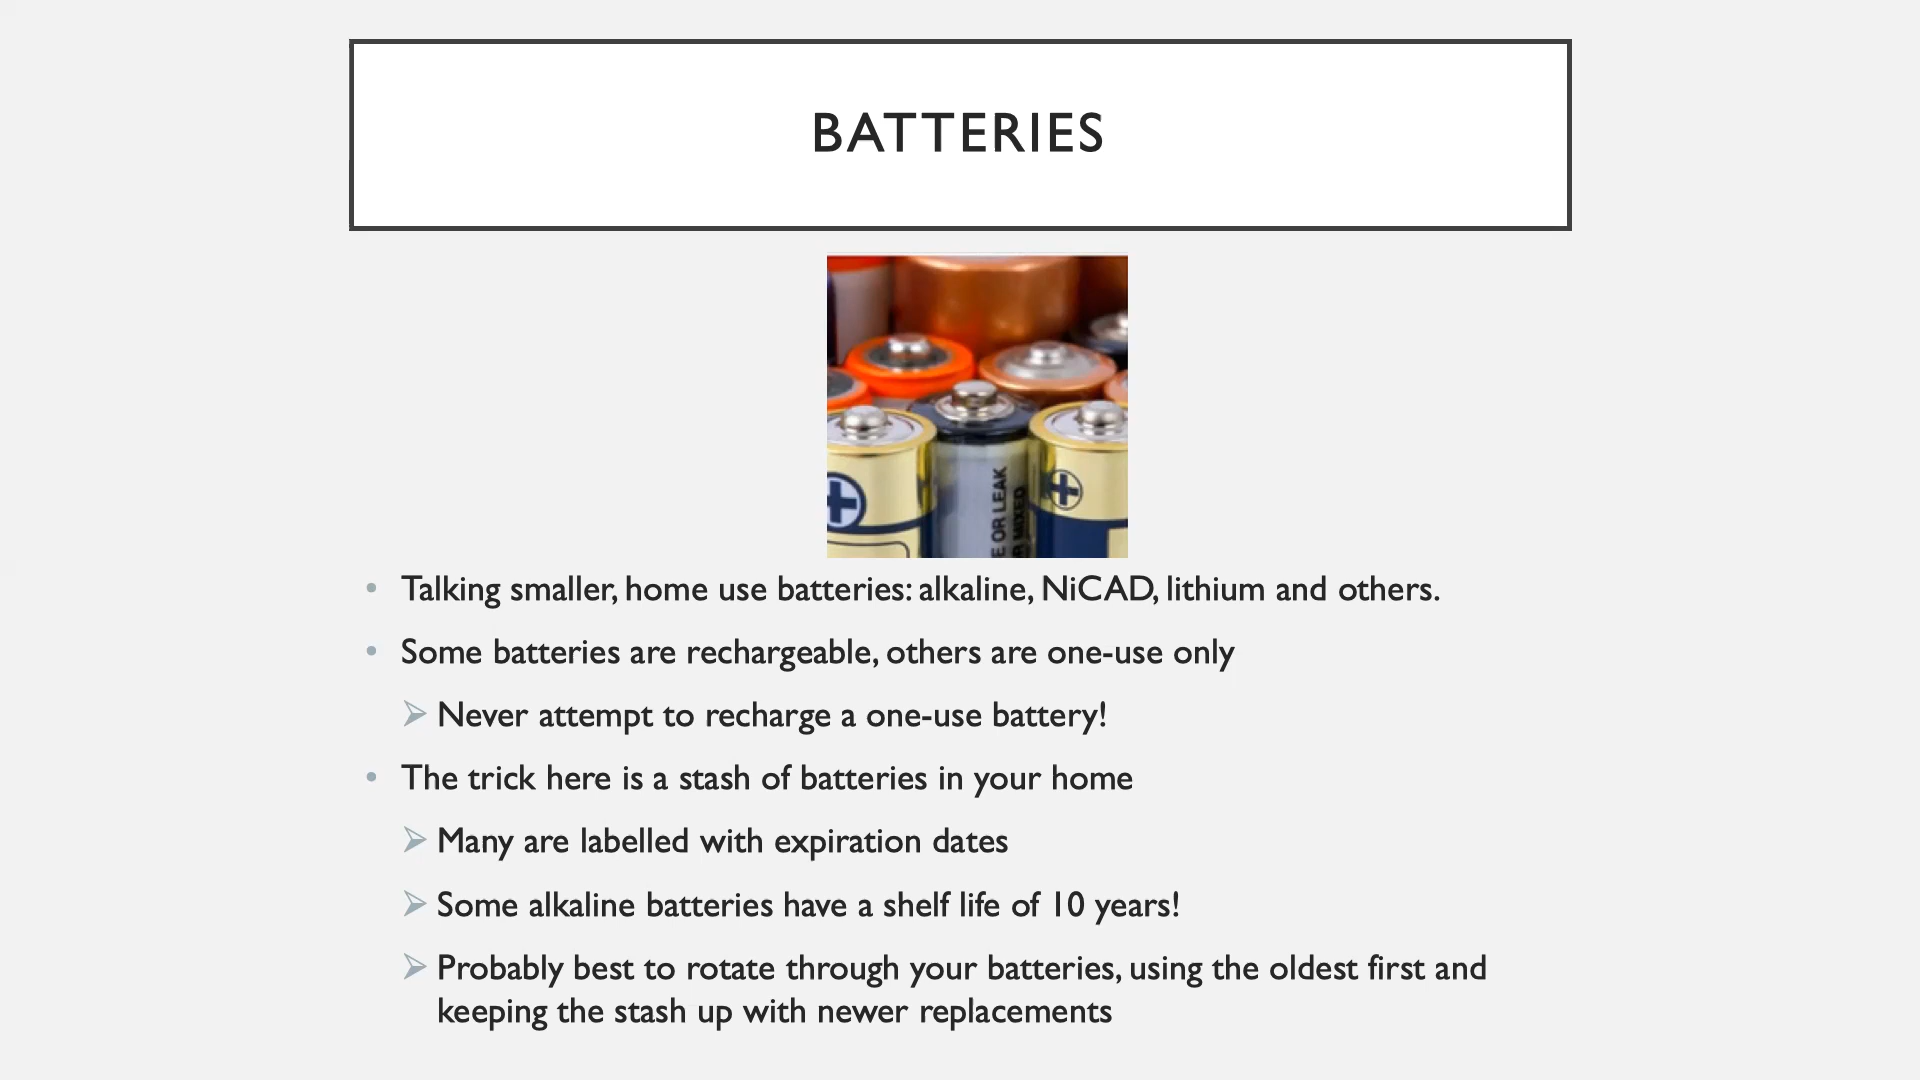 BATTERIES
E OR LEAK
R MIXED
• Talking smaller, home use batteries: alkaline, NiCAD, lithium and others.
• Some batteries are rechargeable, others are one-use only
➢ Never attempt to recharge a one-use battery!
• The trick here is a stash of batteries in your home
➢ Many are labelled with expiration dates
➢ Some alkaline batteries have a shelf life of 10 years!
➢ Probably best to rotate through your batteries, using the oldest first and
keeping the stash up with newer replacements